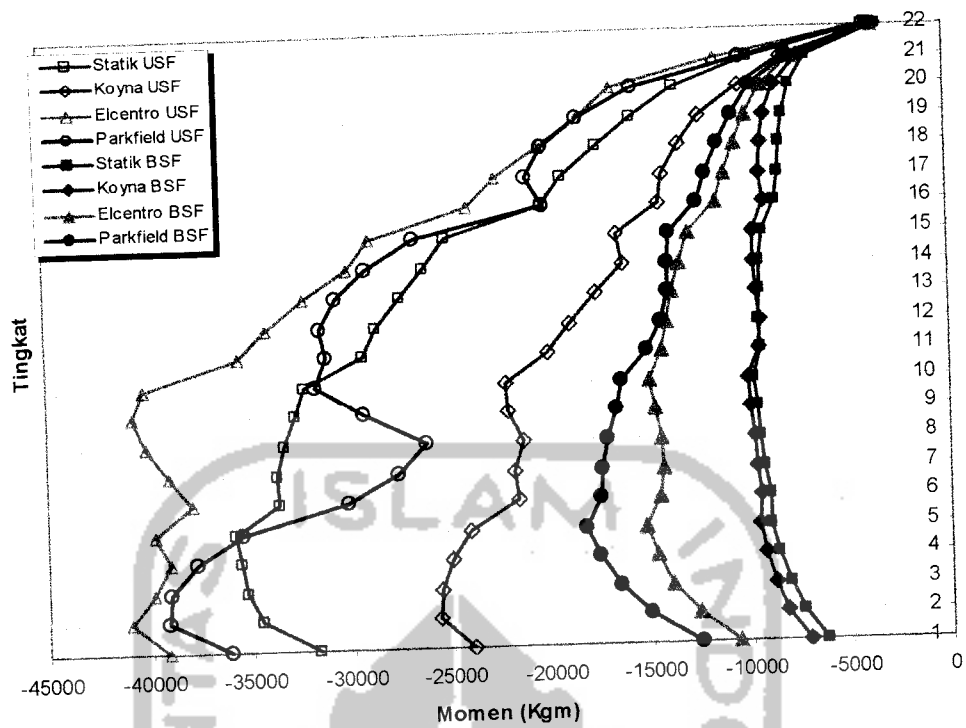 Statik USF
Koyna USF
Elcentro USF
Parkfield USF
Statik BSF
Koyna BSF
Elcentro BSF
Parkfield BSF
Tingkat
22
21
20
19
18
17
16
15
14
13
12
11
10
9
8
7
6
5
4
3
2
1
-45000 -40000 -35000 -30000 -25000 -20000 -15000 -10000 -5000 0
Momen (Kgm)
ISLAM